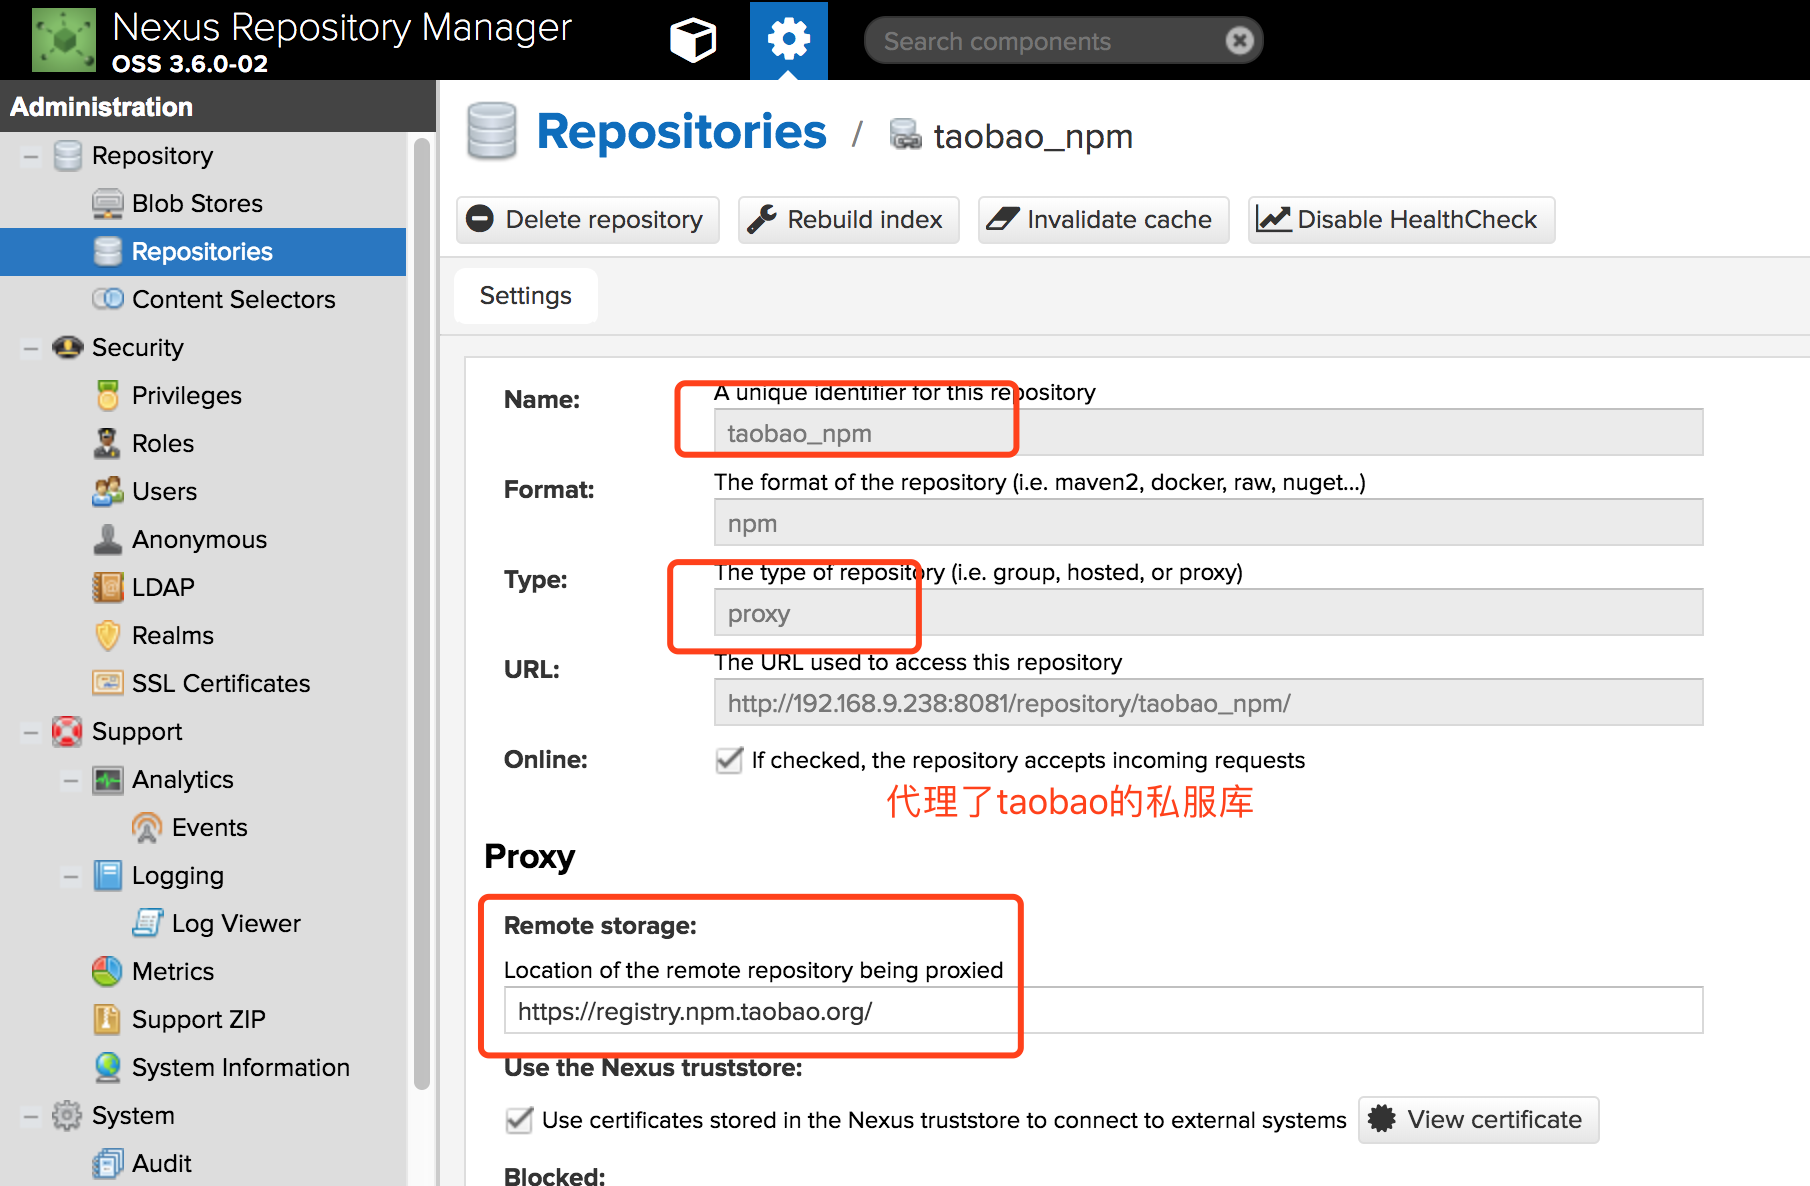 Nexus Repository Manager
OSS 3.6.0-02
Search components
Administration
Repository
Blob Stores
Repositories
Content Selectors
Security
Privileges
Roles
Users
Anonymous
LDAP
Realms
SSL Certificates
Support
Analytics
Events
Logging
Log Viewer
Metrics
Support ZIP
System Information
System
Audit
Repositories / taobao_npm
Delete repository
Rebuild index
Invalidate cache
Disable HealthCheck
Settings
Name:
A unique identifier for this repository
taobao_npm
Format:
The format of the repository (i.e. maven2, docker, raw, nuget...)
npm
Type:
The type of repository (i.e. group, hosted, or proxy)
proxy
URL:
The URL used to access this repository
http://192.168.9.238:8081/repository/taobao_npm/
Online:
If checked, the repository accepts incoming requests
代理了taobao的私服库
Proxy
Remote storage:
Location of the remote repository being proxied
https://registry.npm.taobao.org/
Use the Nexus truststore:
Use certificates stored in the Nexus truststore to connect to external systems
View certificate
Blocked: